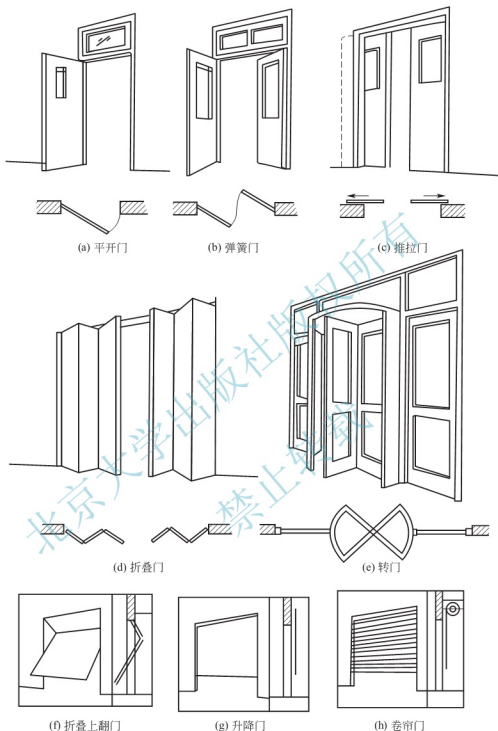 (a) 平开门
(b) 弹簧门
(c) 推拉门
(d) 折叠门
(e) 转门
(f) 折叠上翻门
(g) 升降门
(h) 卷帘门
北京大学出版社版权所有
禁止转载